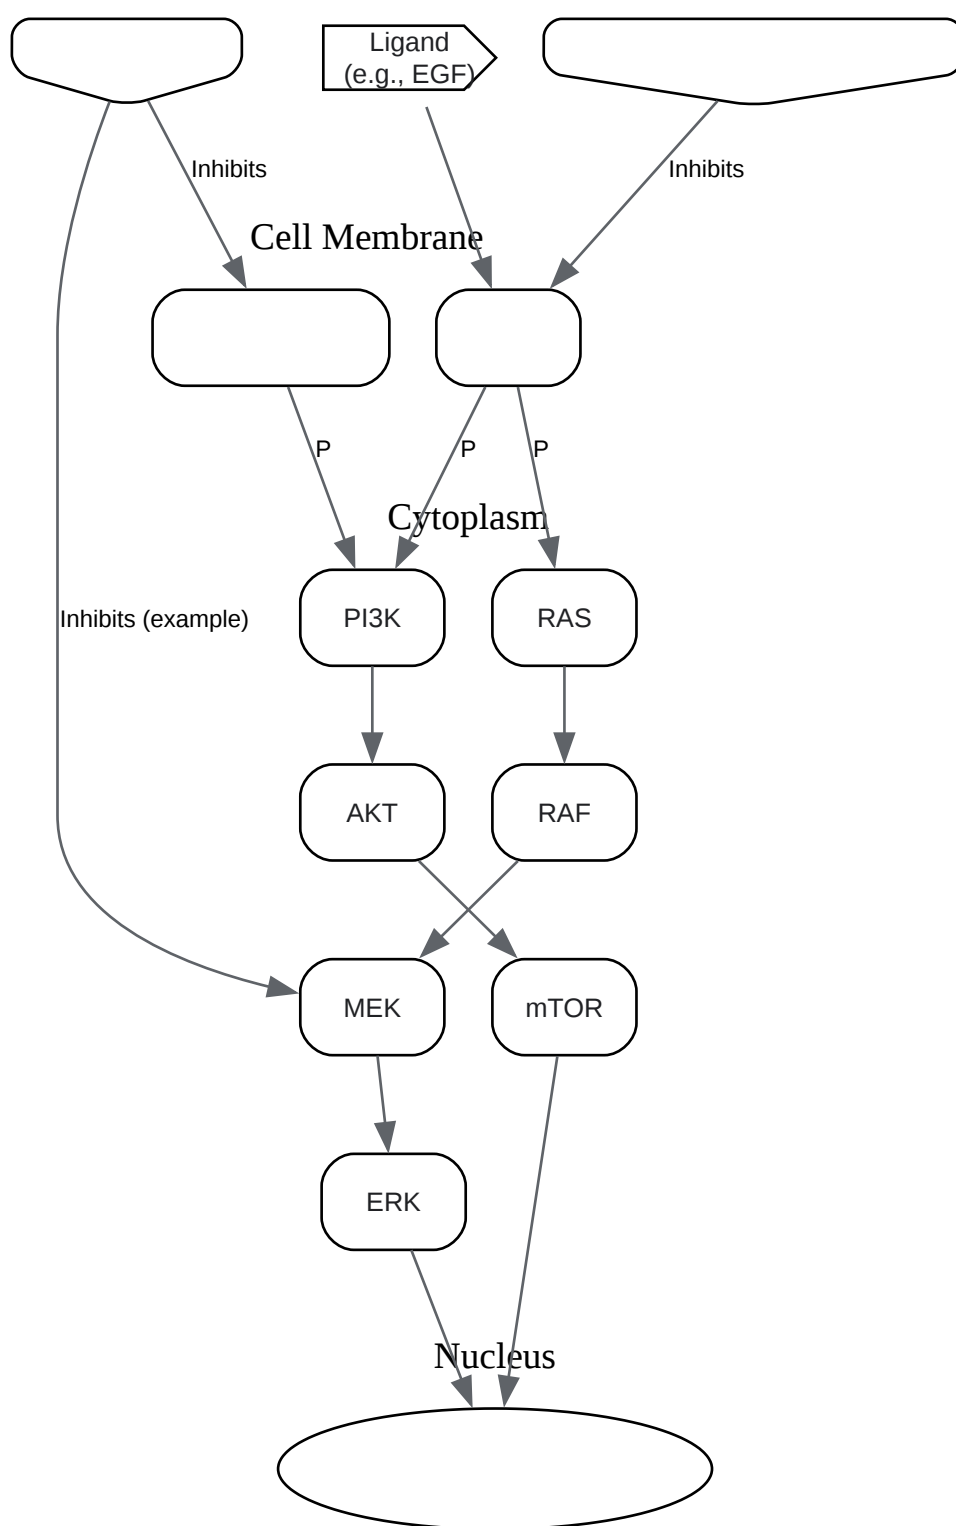 Ligand
(e.g., EGF)
Inhibits
Inhibits
Cell Membrane
P
P
P
Cytoplasm
PI3K
RAS
Inhibits (example)
AKT
RAF
MEK
mTOR
ERK
Nucleus